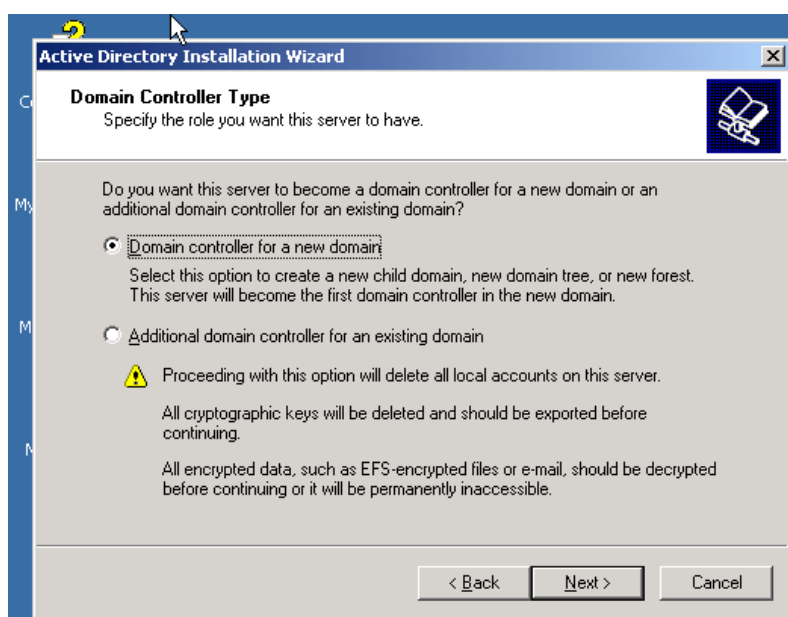 Active Directory Installation Wizard
Domain Controller Type
Specify the role you want this server to have.
Do you want this server to become a domain controller for a new domain or an
additional domain controller for an existing domain?
Domain controller for a new domain
Select this option to create a new child domain, new domain tree, or new forest.
This server will become the first domain controller in the new domain.
Additional domain controller for an existing domain
Proceeding with this option will delete all local accounts on this server.
All cryptographic keys will be deleted and should be exported before
continuing.
All encrypted data, such as EFS-encrypted files or e-mail, should be decrypted
before continuing or it will be permanently inaccessible.
< Back Next > Cancel